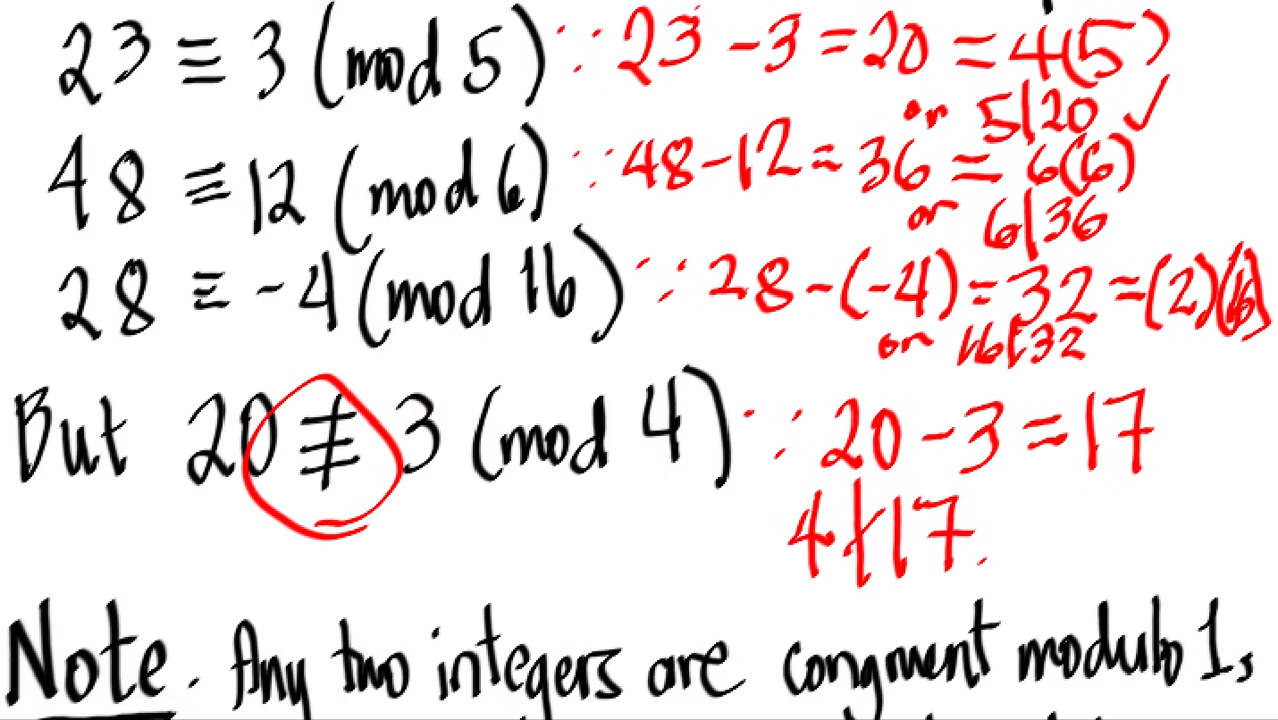 23 ≡ 3 (mod 5) ∵ 23 - 3 = 20 = 4(5)
or 5|20 ✓
48 ≡ 12 (mod 6) ∵ 48-12 = 36 = 6(6)
or 6|36
28 ≡ -4 (mod 16) ∵ 28-(-4) = 32 = (2)(16)
or 16|32
But 20 ≢ 3 (mod 4) ∵ 20 - 3 = 17
4∤17.
Note. Any two integers are congruent modulo 1,